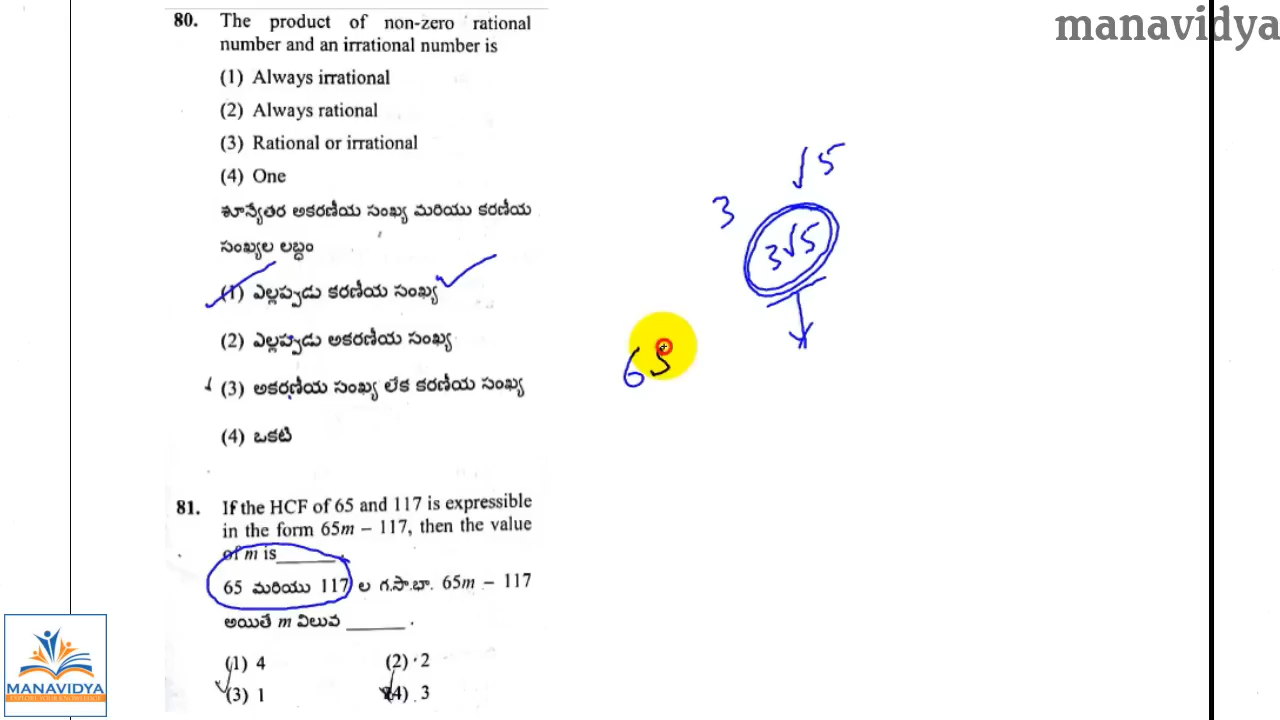 manavidya
80. The product of non-zero rational
number and an irrational number is
(1) Always irrational
(2) Always rational
(3) Rational or irrational
(4) One
శూన్యేతర అకరణీయ సంఖ్య మరియు కరణీయ
సంఖ్యల లబ్ధం
(1) ఎల్లప్పుడు కరణీయ సంఖ్య
(2) ఎల్లప్పుడు అకరణీయ సంఖ్య
(3) అకరణీయ సంఖ్య లేక కరణీయ సంఖ్య
(4) ఒకటి
81. If the HCF of 65 and 117 is expressible
in the form 65m – 117, then the value
of m is ______ .
65 మరియు 117 ల గ.సా.భా. 65m – 117
అయితే m విలువ ______ .
(1) 4 (2) 2
(3) 1 (4) 3
√5
3
3√5
65
MANAVIDYA